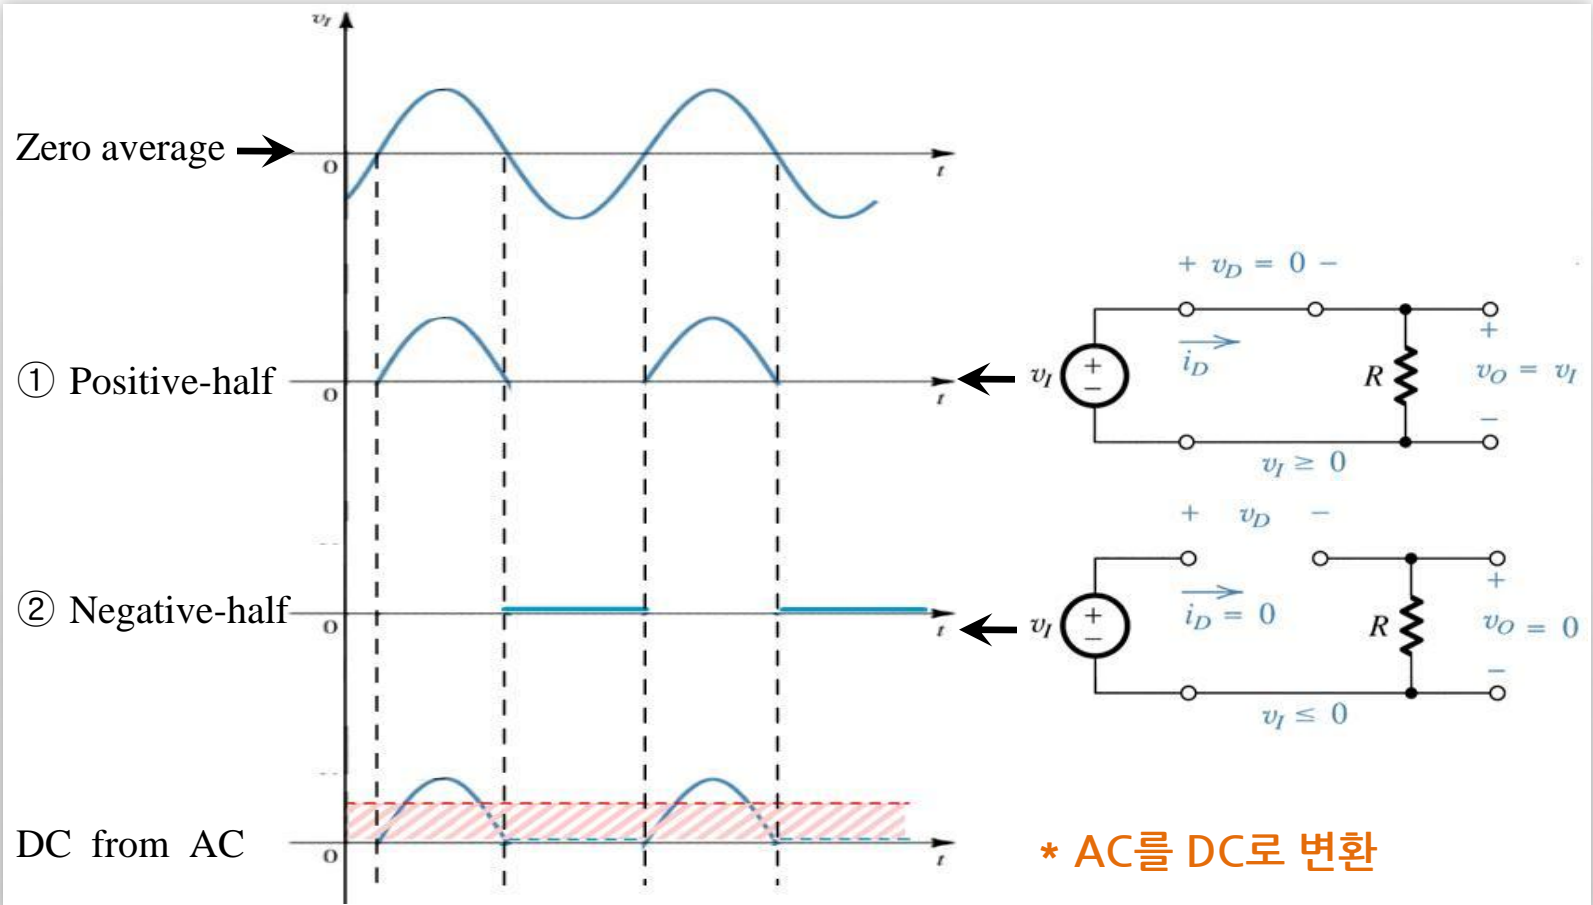 v_I
Zero average
0
t
① Positive-half
0
t
+ v_D = 0 −
i_D
v_I
+
−
R
+
v_O = v_I
−
v_I ≥ 0
② Negative-half
0
t
+ v_D −
i_D = 0
v_I
+
−
R
+
v_O = 0
−
v_I ≤ 0
DC from AC
0
t
* AC를 DC로 변환